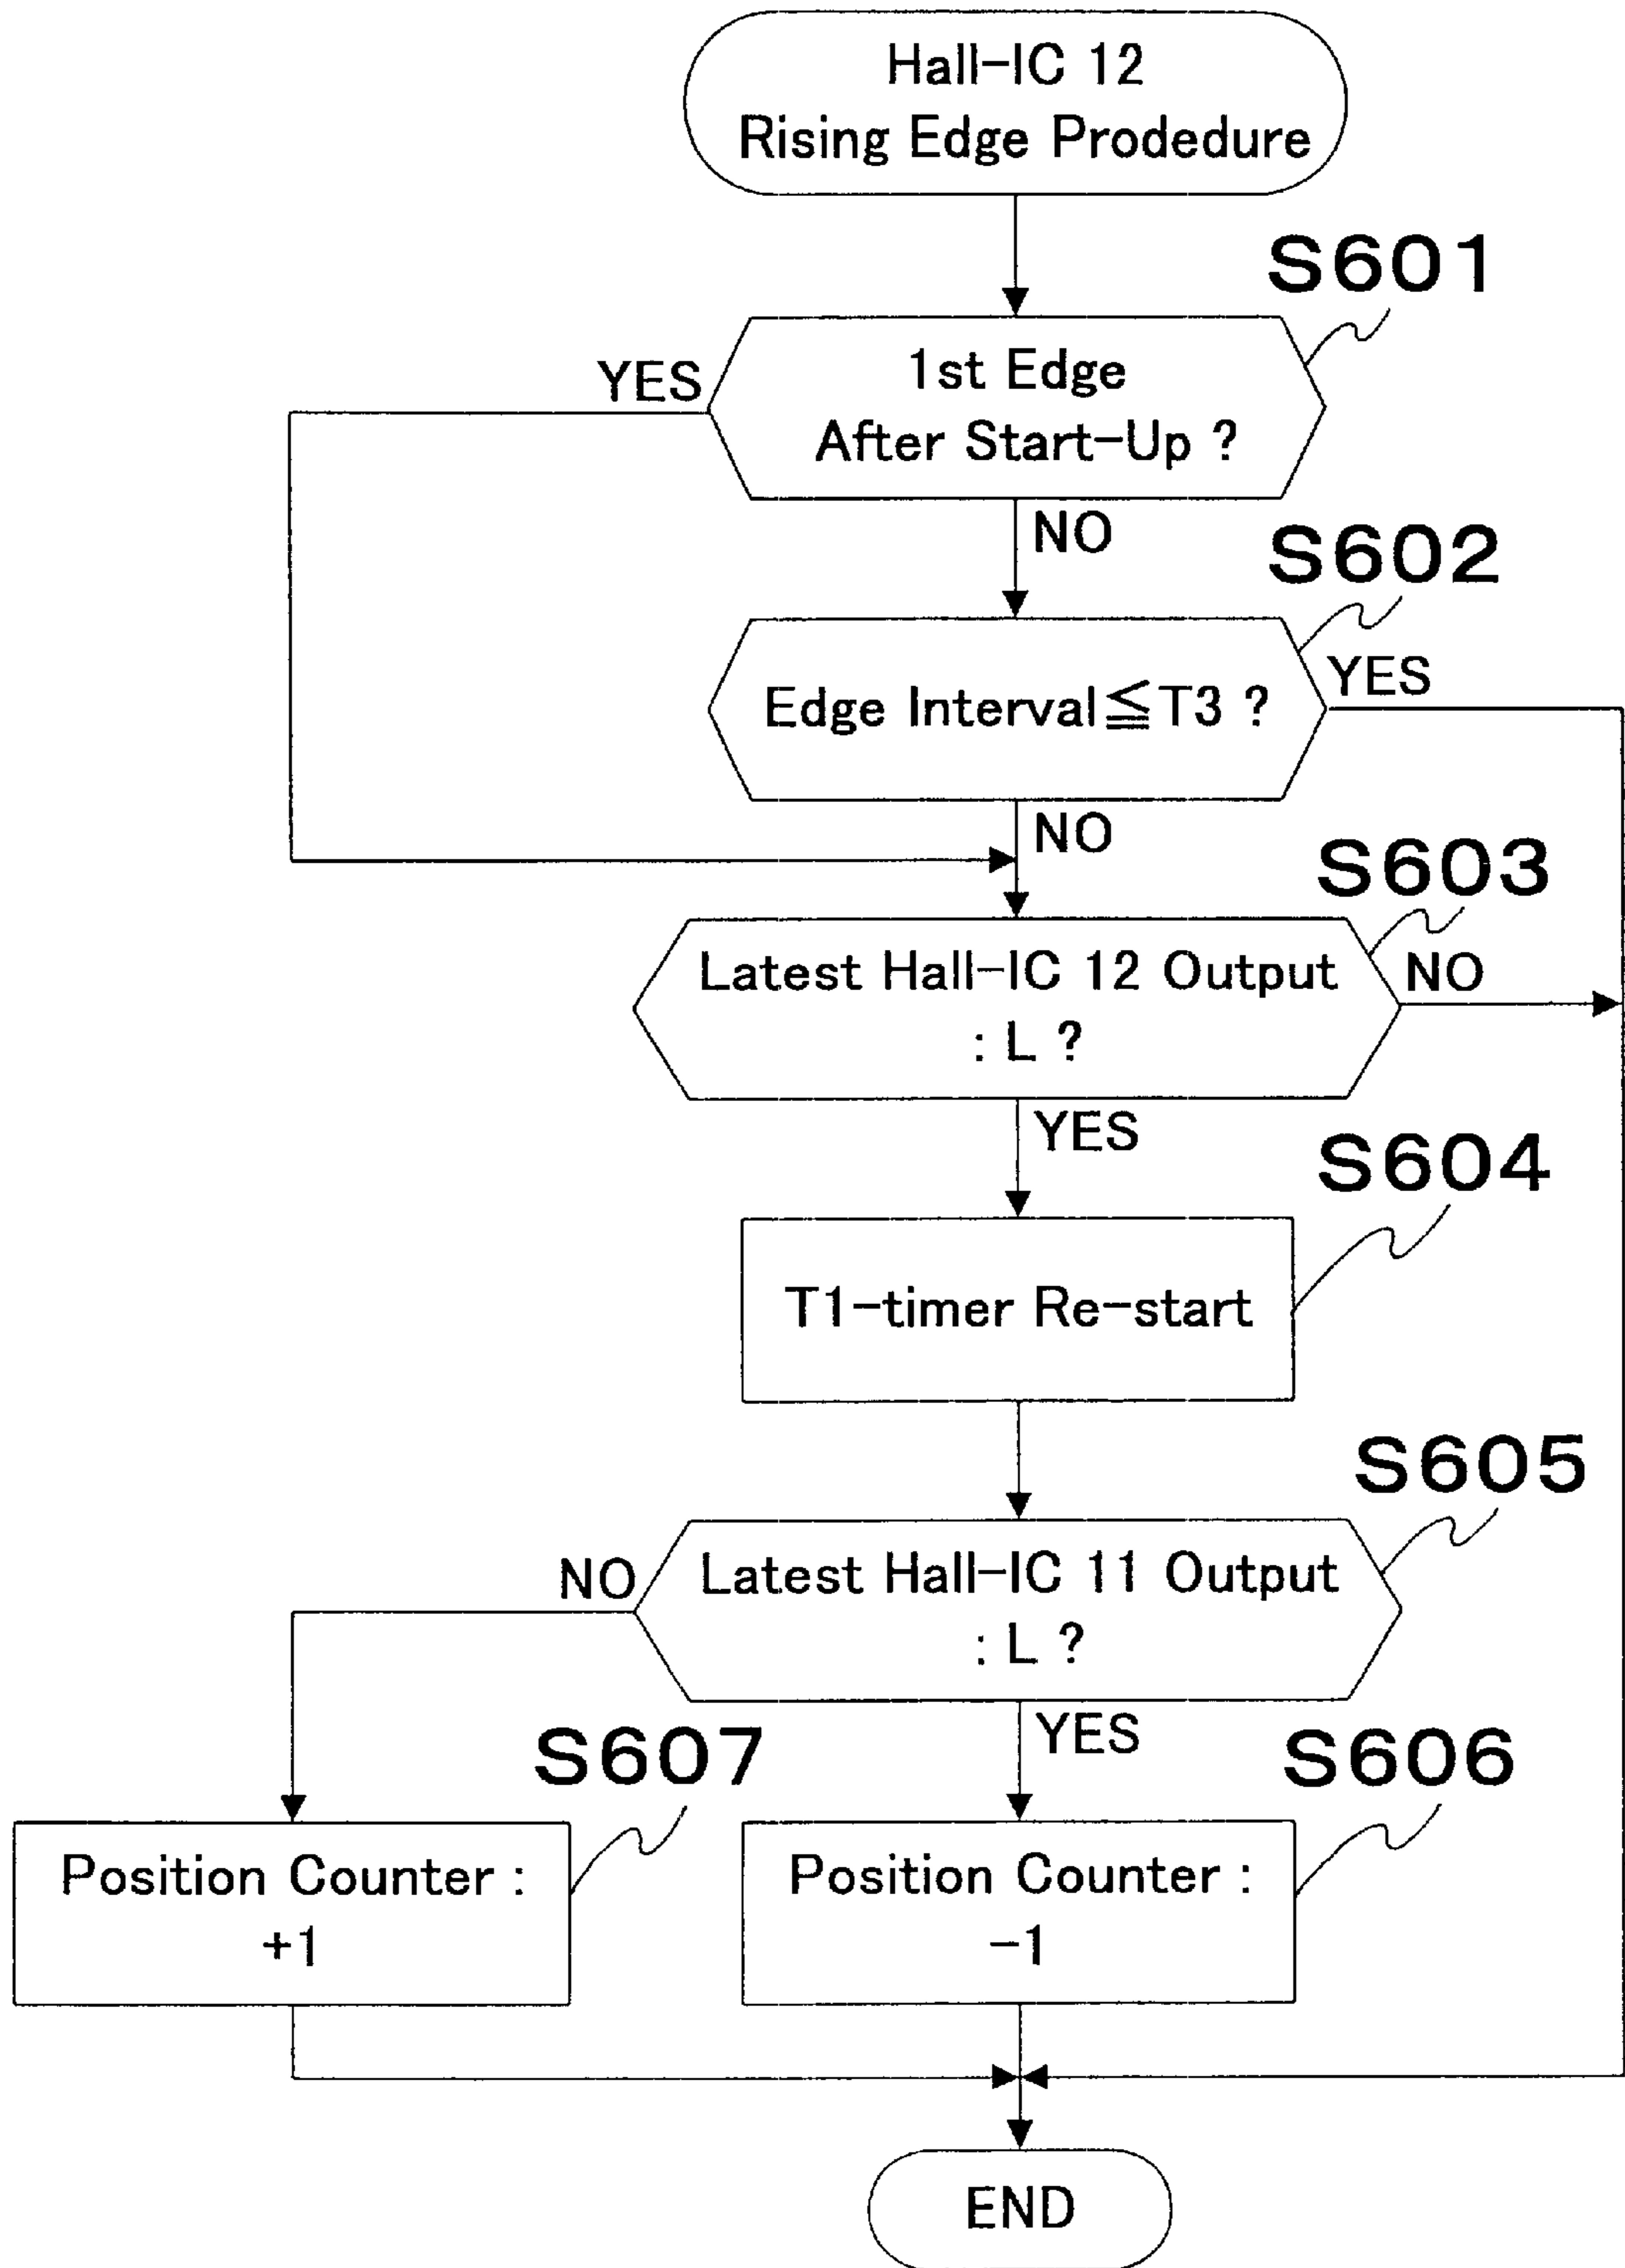 Hall-IC 12
Rising Edge Prodedure
S601
YES
1st Edge
After Start-Up ?
NO
S602
Edge Interval≦T3 ?
YES
NO
S603
Latest Hall-IC 12 Output
: L ?
NO
YES
S604
T1-timer Re-start
S605
NO
Latest Hall-IC 11 Output
: L ?
YES
S607
S606
Position Counter :
+1
Position Counter :
-1
END